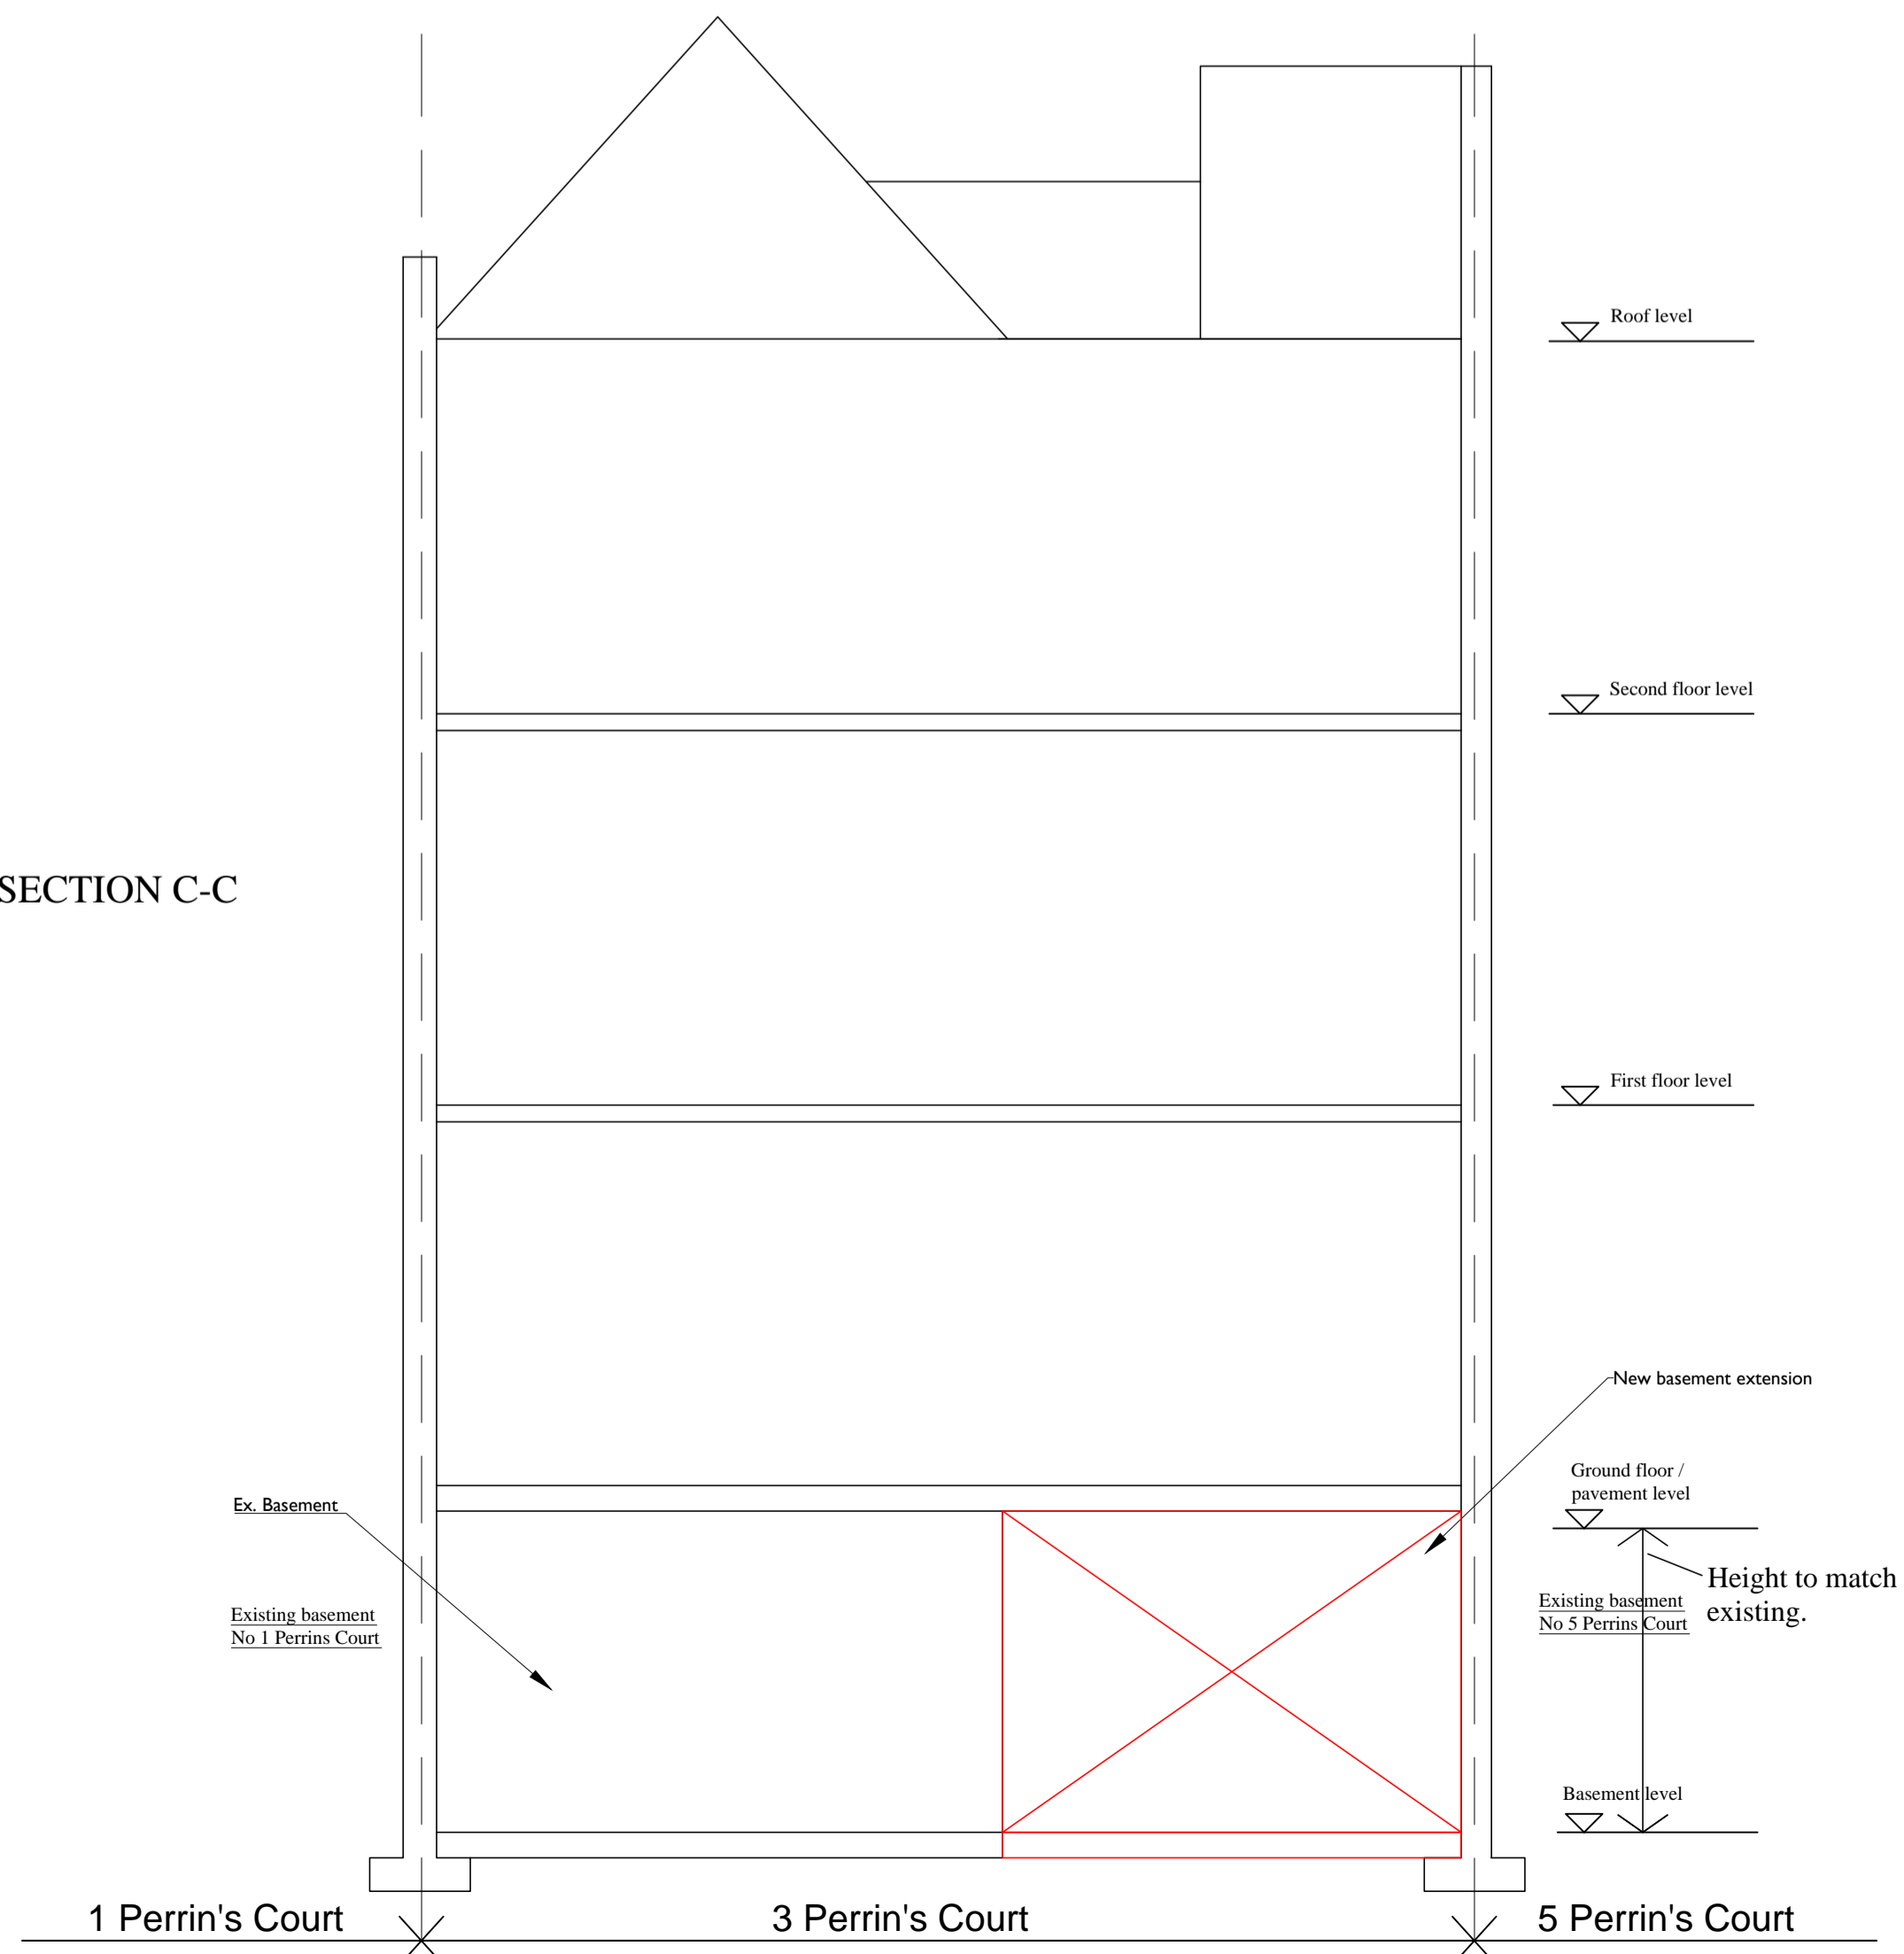 Roof level
Second floor level
SECTION C-C
First floor level
New basement extension
Ground floor /
pavement level
Ex. Basement
Height to match
existing.
Existing basement
No 1 Perrins Court
Existing basement
No 5 Perrins Court
Basement level
1 Perrin's Court
3 Perrin's Court
5 Perrin's Court